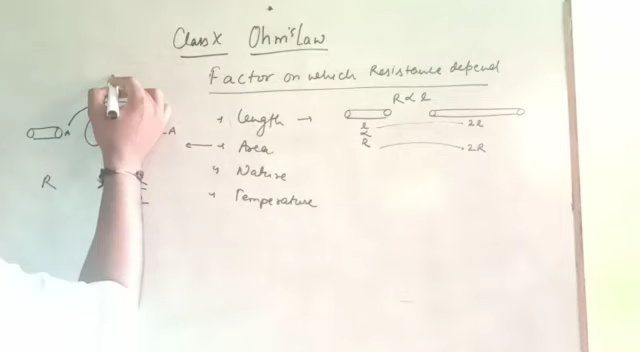 Class X Ohm's Law
Factor on which Resistance depend
R ∝ l
Length →
l 2l
∝
R 2R
A A
← Area
R
Nature
Temperature